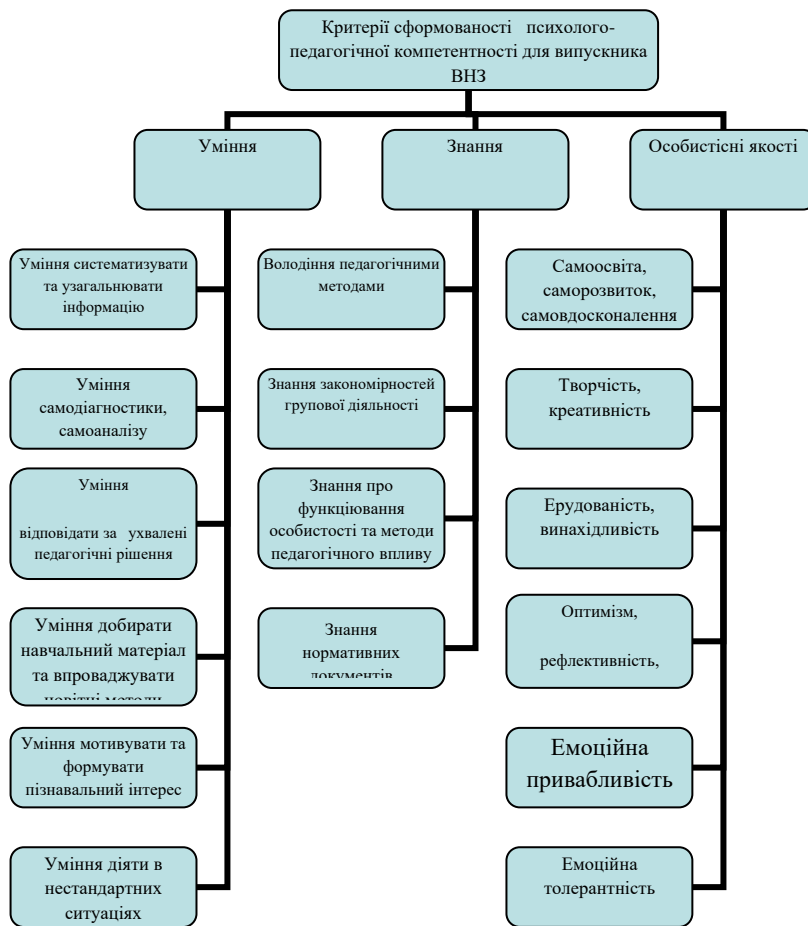 Критерії сформованості психолого-
педагогічної компетентності для випускника
ВНЗ
Уміння
Знання
Особистісні якості
Уміння систематизувати
та узагальнювати
інформацію
Уміння
самодіагностики,
самоаналізу
Уміння
відповідати за ухвалені
педагогічні рішення
Уміння добирати
навчальний матеріал
та впроваджувати
новітні методи
Уміння мотивувати та
формувати
пізнавальний інтерес
Уміння діяти в
нестандартних
ситуаціях
Володіння педагогічними
методами
Знання закономірностей
групової діяльності
Знання про
функціювання
особистості та методи
педагогічного впливу
Знання
нормативних
документів
Самоосвіта,
саморозвиток,
самовдосконалення
Творчість,
креативність
Ерудованість,
винахідливість
Оптимізм,
рефлективність,
Емоційна
привабливість
Емоційна
толерантність